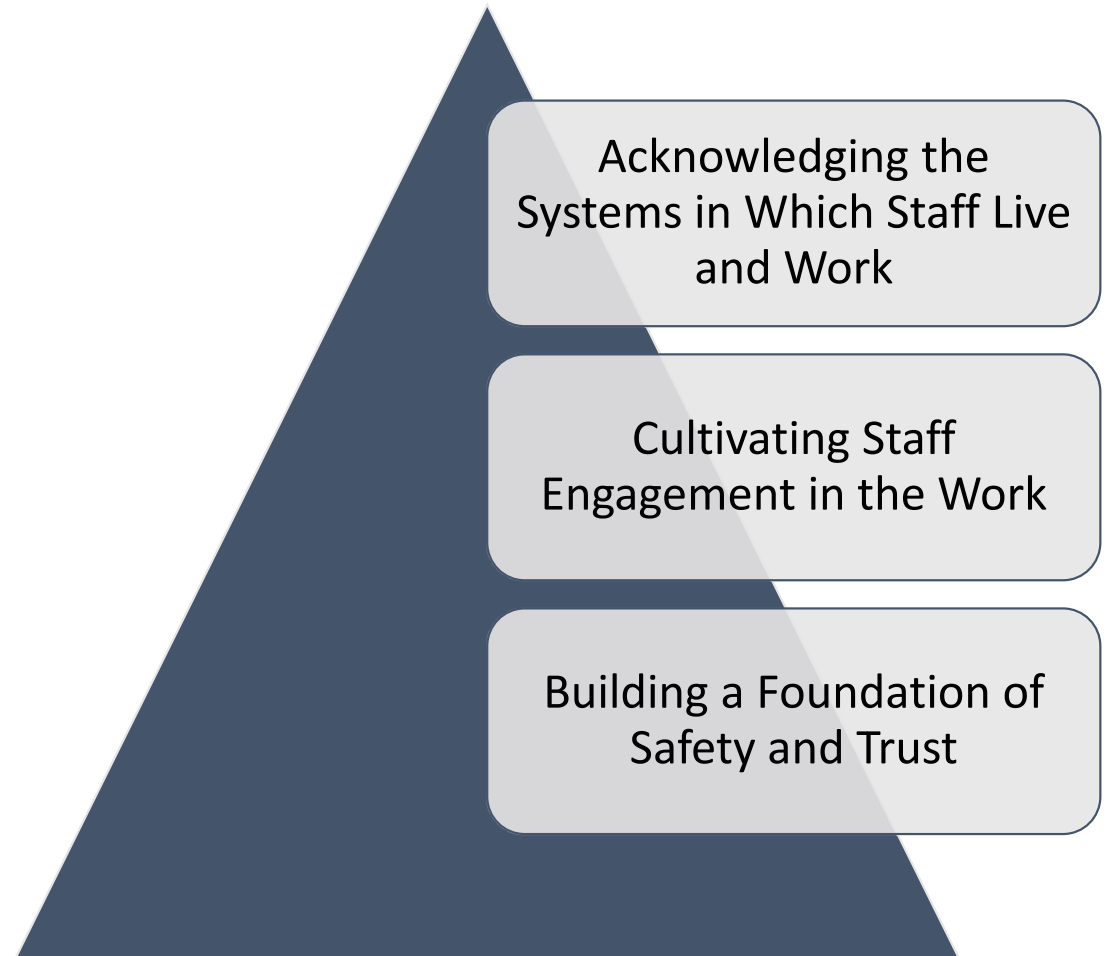 Acknowledging the
Systems in Which Staff Live
and Work
Cultivating Staff
Engagement in the Work
Building a Foundation of
Safety and Trust